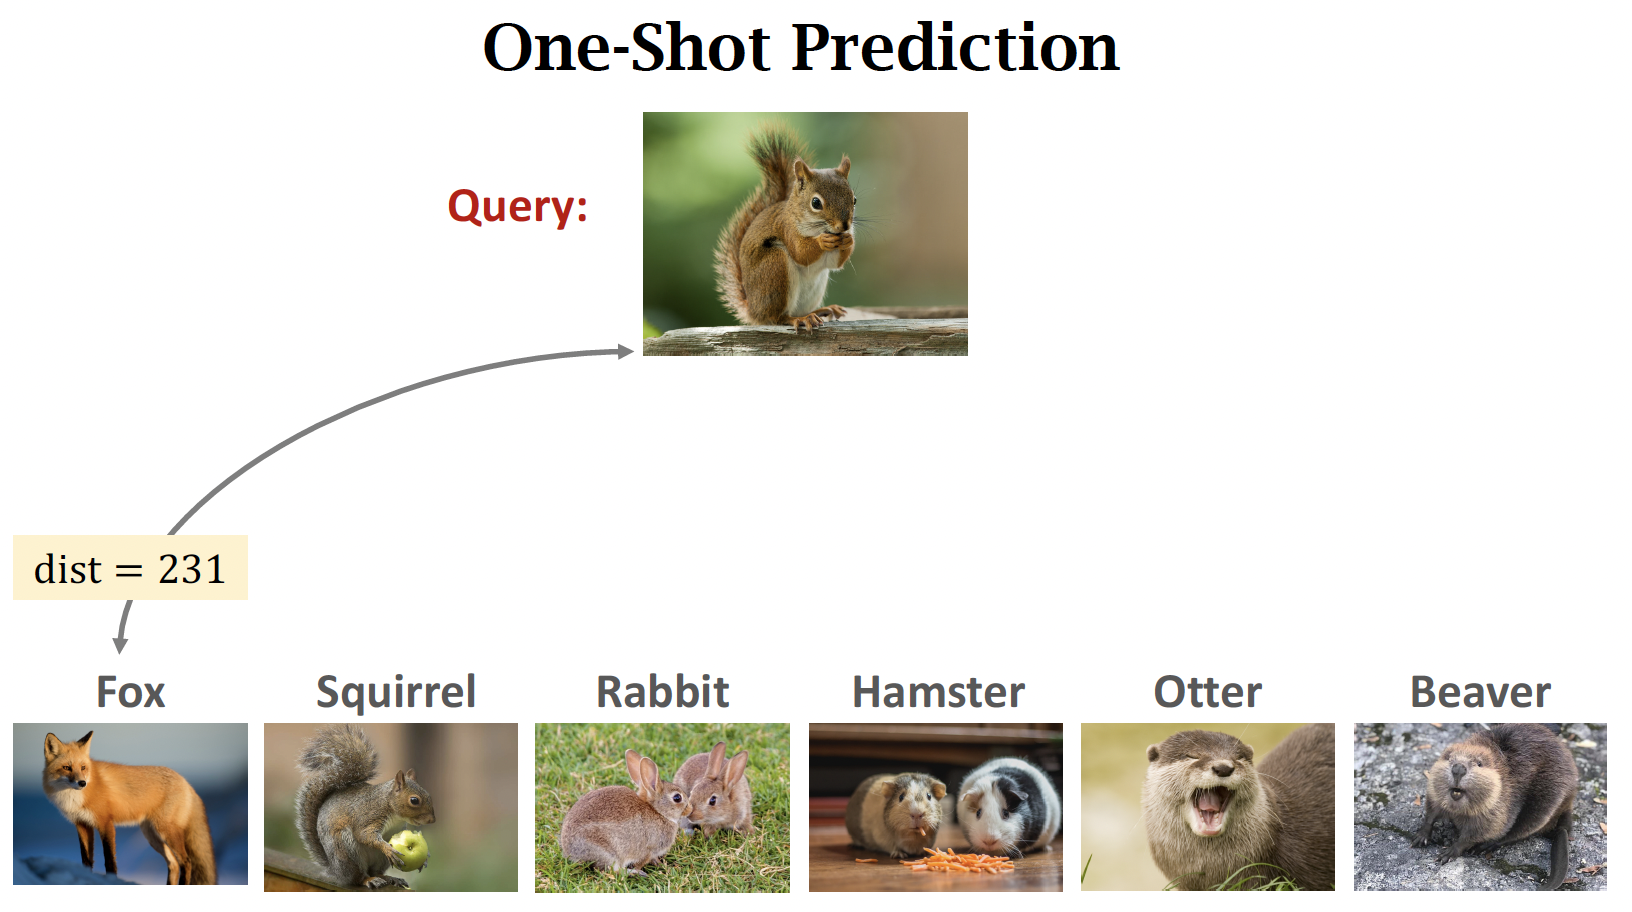 One-Shot Prediction
Query:
dist = 231
Fox
Squirrel
Rabbit
Hamster
Otter
Beaver